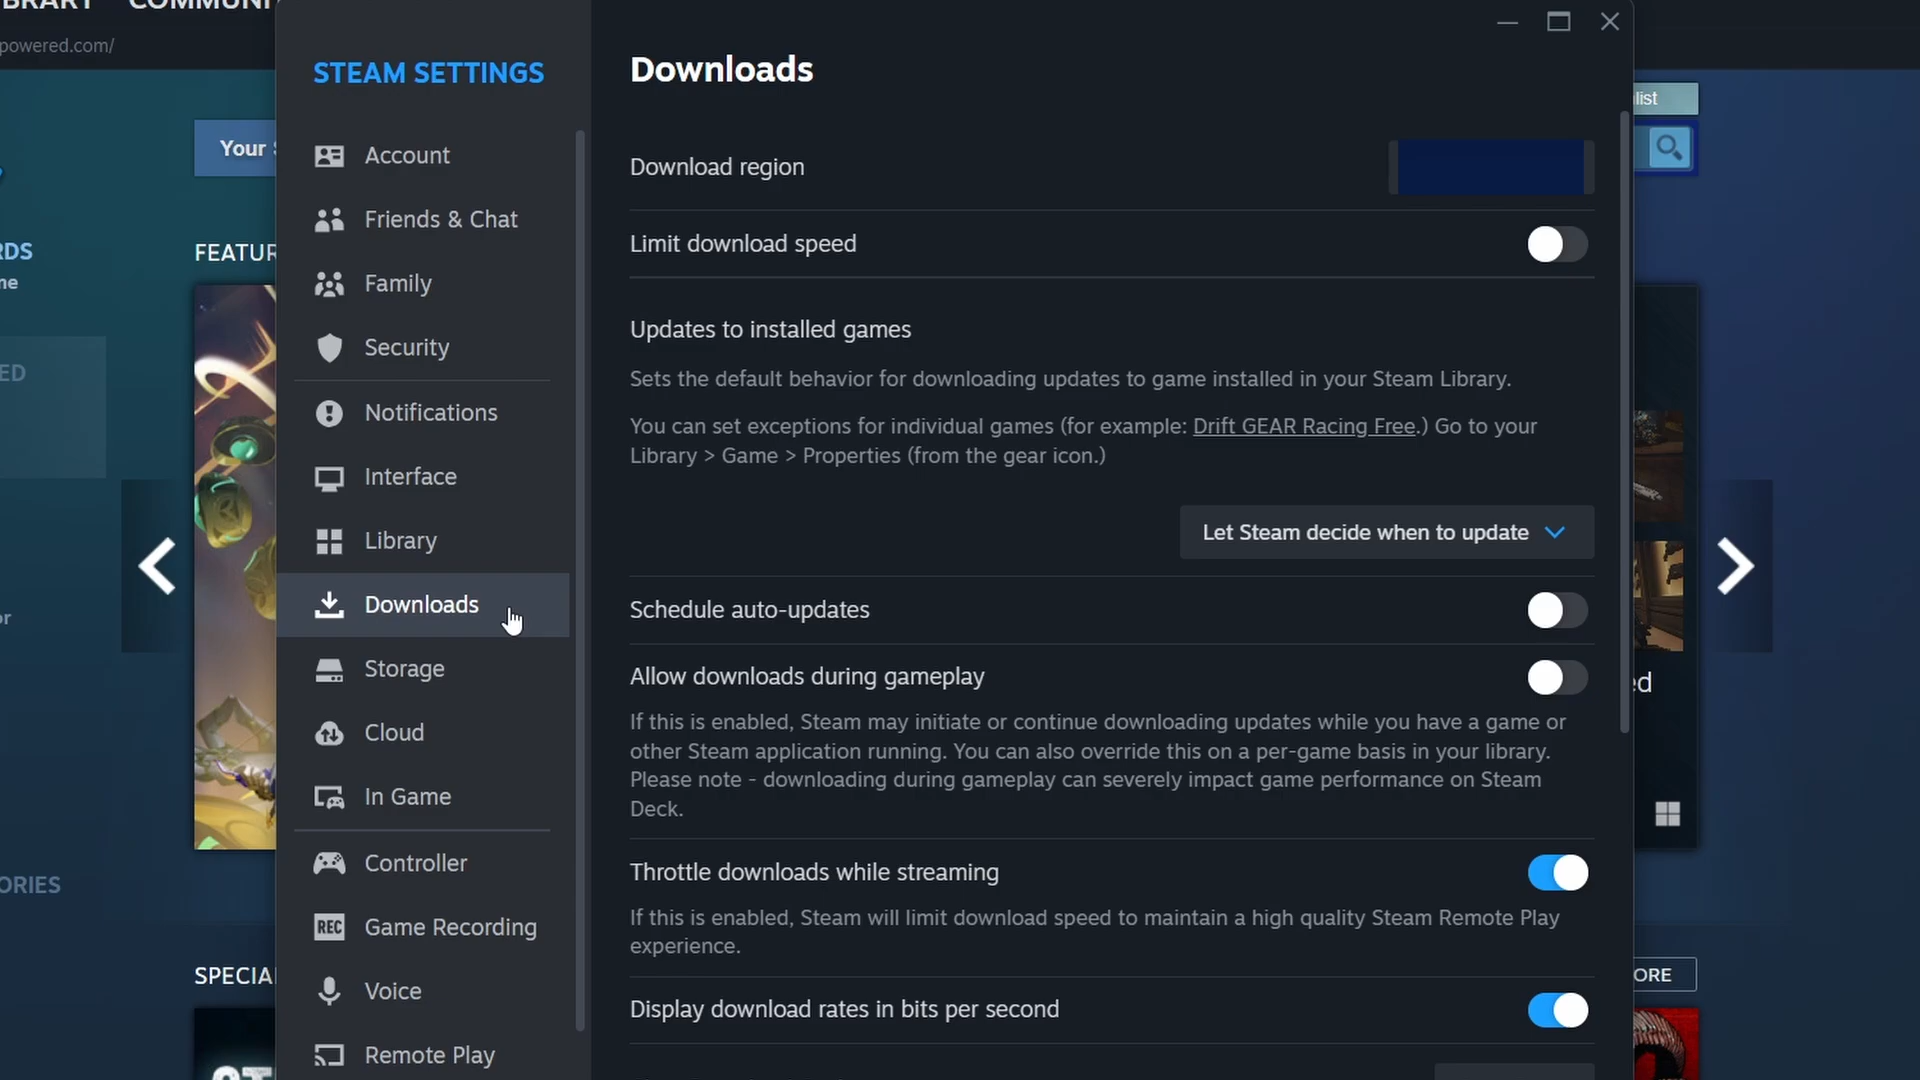 COMMUNI
powered.com/
STEAM SETTINGS
Account
Friends & Chat
Family
Security
Notifications
Interface
Library
Downloads
Storage
Cloud
In Game
Controller
REC Game Recording
Voice
Remote Play
Downloads
Download region
Limit download speed
Updates to installed games
Sets the default behavior for downloading updates to game installed in your Steam Library.
You can set exceptions for individual games (for example: Drift GEAR Racing Free.) Go to your
Library > Game > Properties (from the gear icon.)
Let Steam decide when to update
Schedule auto-updates
Allow downloads during gameplay
If this is enabled, Steam may initiate or continue downloading updates while you have a game or
other Steam application running. You can also override this on a per-game basis in your library.
Please note - downloading during gameplay can severely impact game performance on Steam
Deck.
Throttle downloads while streaming
If this is enabled, Steam will limit download speed to maintain a high quality Steam Remote Play
experience.
Display download rates in bits per second
Your
FEATUR
SPECIA
RDS
me
ED
or
ORIES
list
ed
ORE